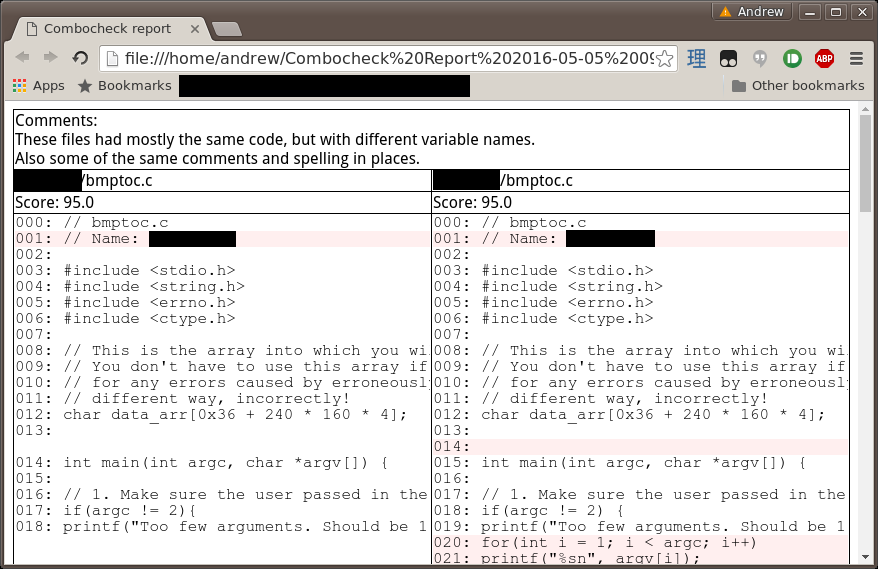 Andrew
Combocheck report
file:///home/andrew/Combocheck%20Report%202016-05-05%209
理
ABP
Apps
Bookmarks
Other bookmarks
Comments:
These files had mostly the same code, but with different variable names.
Also some of the same comments and spelling in places.
/bmptoc.c
Score: 95.0
000: // bmptoc.c
001: // Name:
002:
003: #include <stdio.h>
004: #include <string.h>
005: #include <errno.h>
006: #include <ctype.h>
007:
008: // This is the array into which you wi
009: // You don't have to use this array if
010: // for any errors caused by erroneously
011: // different way, incorrectly!
012: char data_arr[0x36 + 240 * 160 * 4];
013:
014: int main(int argc, char *argv[]) {
015:
016: // 1. Make sure the user passed in the
017: if(argc != 2){
018: printf("Too few arguments. Should be 1
/bmptoc.c
Score: 95.0
000: // bmptoc.c
001: // Name:
002:
003: #include <stdio.h>
004: #include <string.h>
005: #include <errno.h>
006: #include <ctype.h>
007:
008: // This is the array into which you wi
009: // You don't have to use this array if
010: // for any errors caused by erroneously
011: // different way, incorrectly!
012: char data_arr[0x36 + 240 * 160 * 4];
013:
014:
015: int main(int argc, char *argv[]) {
016:
017: // 1. Make sure the user passed in the
018: if(argc != 2) {
019: printf("Too few arguments. Should be 1
020: for(int i = 1; i < argc; i++)
021: printf("%sn", argv[i]);